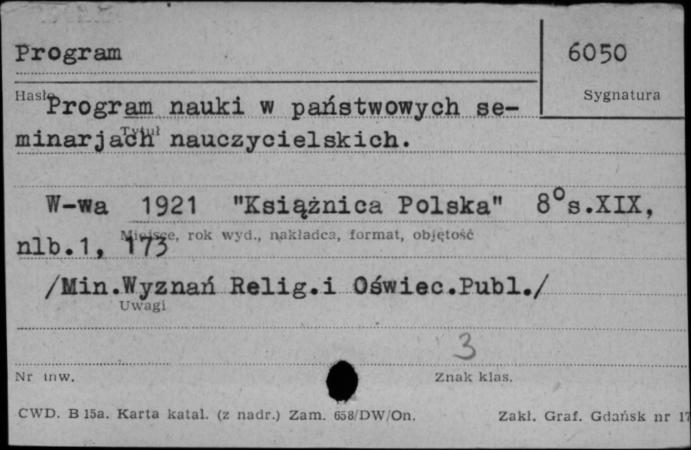 Program
6050
Hasło
Sygnatura
Program nauki w państwowych se-
minarjach nauczycielskich.
Tytuł
W-wa 1921 "Książnica Polska" 8°s.XIX,
Miejsce, rok wyd., nakładca, format, objętość
nlb.1, 173
/Min.Wyznań Relig.i Oświec.Publ./
Uwagi
3
Nr inw.
Znak klas.
CWD. B 15a. Karta katal. (z nadr.) Zam. 658/DW/On.
Zakł. Graf. Gdańsk nr 17